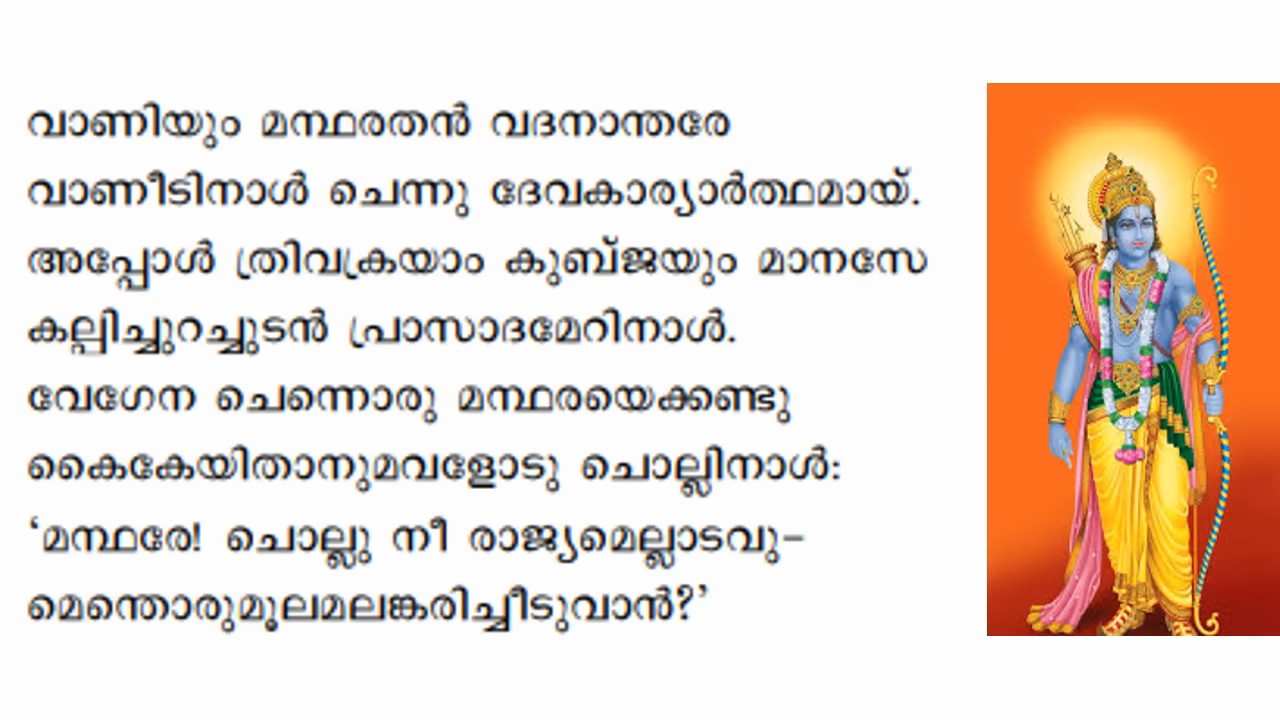 വാണിയും മന്ഥരതൻ വദനാന്തരേ
വാണീടിനാൾ ചെന്നു ദേവകാര്യാർത്ഥമായ്.
അപ്പോൾ ത്രിവക്രയാം കുബ്ജയും മാനസേ
കല്പിച്ചുറച്ചുടൻ പ്രാസാദമേറിനാൾ.
വേഗേന ചെന്നൊരു മന്ഥരയെക്കണ്ടു
കൈകേയിതാനുമവളോടു ചൊല്ലിനാൾ:
‘മന്ഥരേ! ചൊല്ലു നീ രാജ്യമെല്ലാടവു–
മെന്തൊരുമൂലമലങ്കരിച്ചീടുവാൻ?’